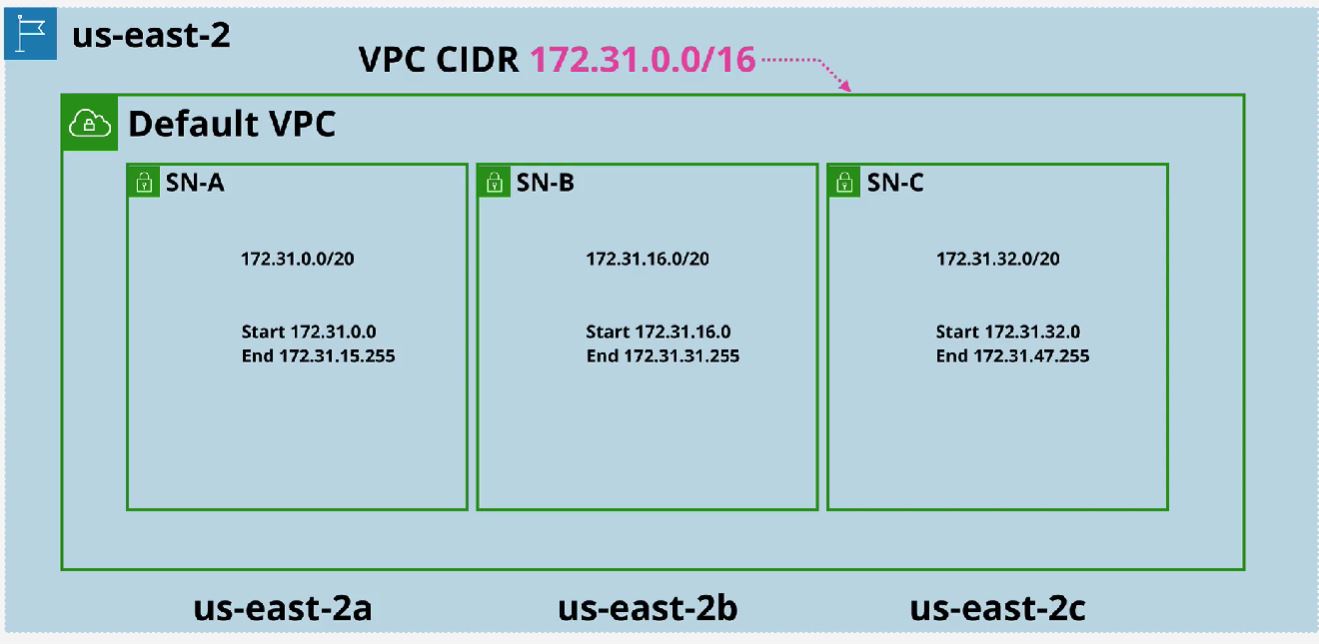 us-east-2
VPC CIDR 172.31.0.0/16
Default VPC
SN-A
172.31.0.0/20
Start 172.31.0.0
End 172.31.15.255
SN-B
172.31.16.0/20
Start 172.31.16.0
End 172.31.31.255
SN-C
172.31.32.0/20
Start 172.31.32.0
End 172.31.47.255
us-east-2a
us-east-2b
us-east-2c